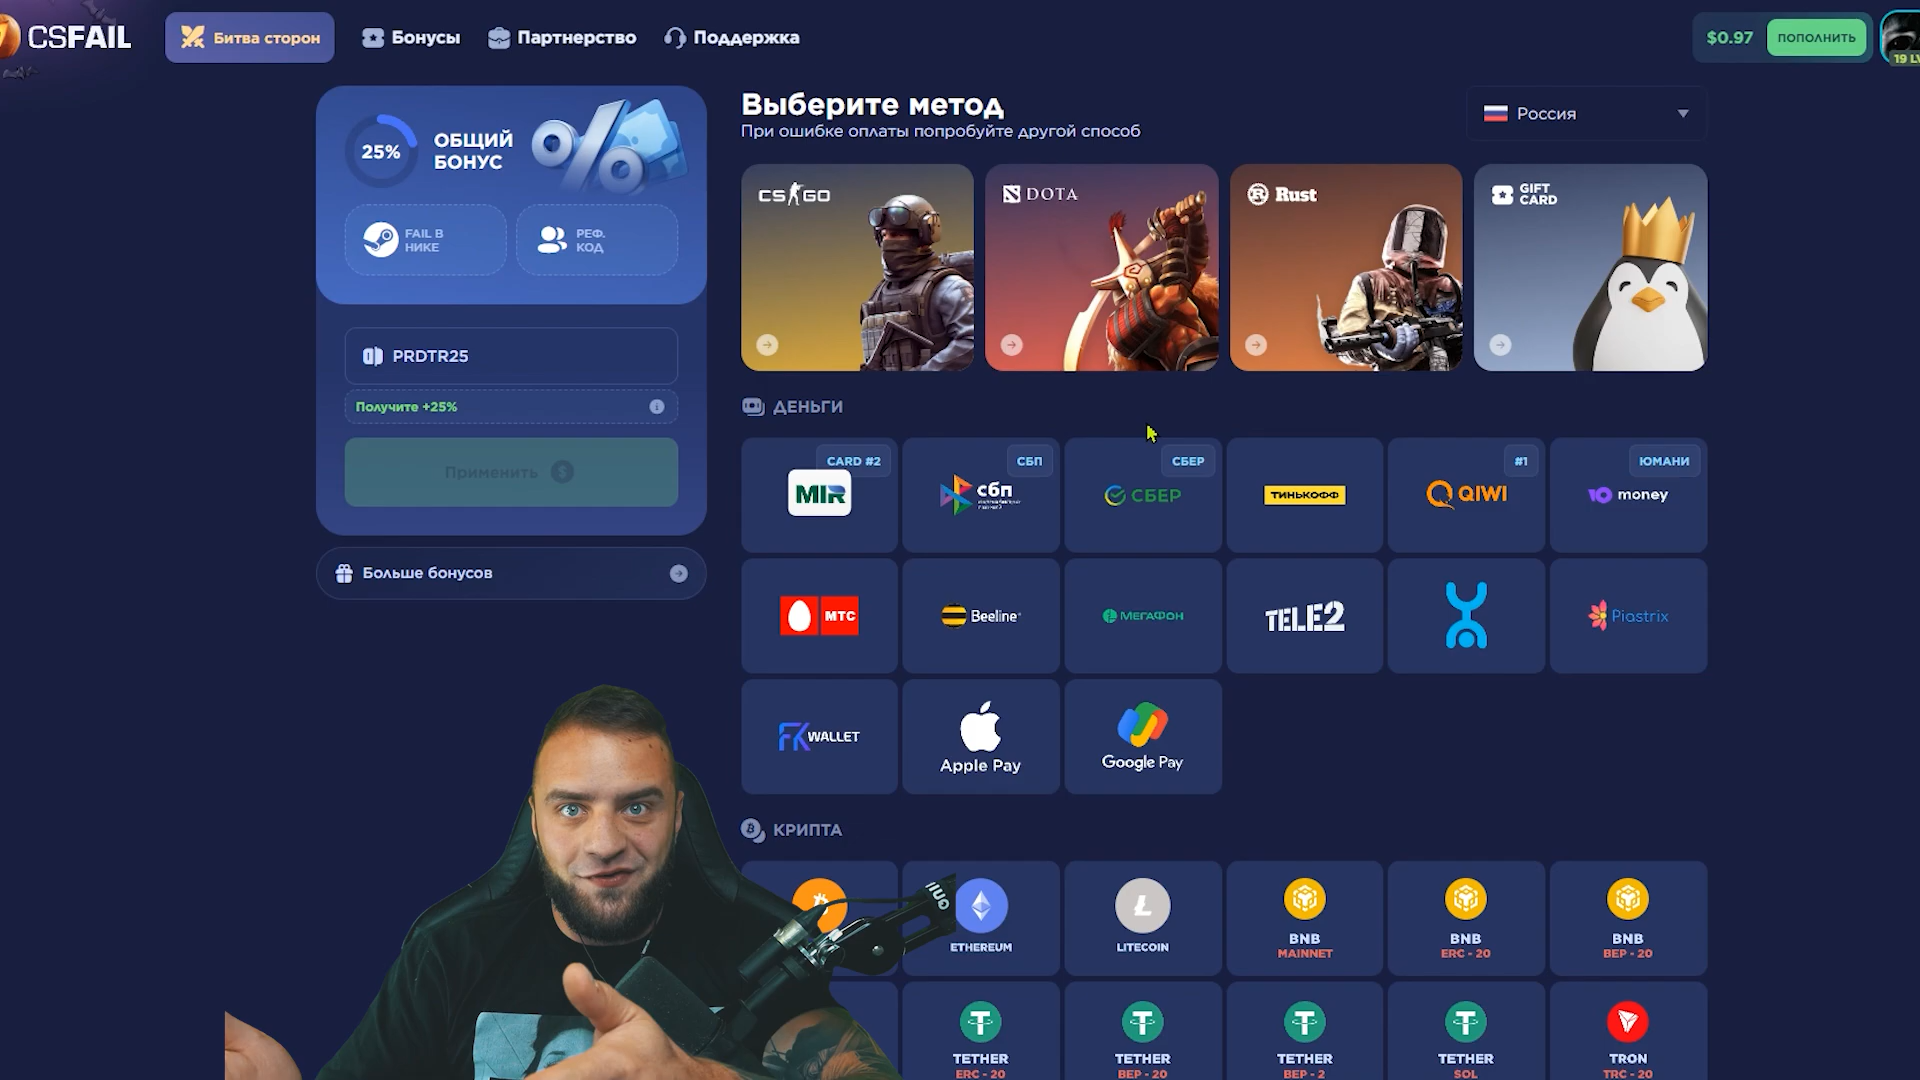 CSFAIL
Битва сторон
Бонусы
Партнерство
Поддержка
$0.97
ПОПОЛНИТЬ
25%
ОБЩИЙ
БОНУС
FAIL В
НИКЕ
РЕФ.
КОД
PRDTR25
Получите +25%
Применить
Больше бонусов
Выберите метод
При ошибке оплаты попробуйте другой способ
Россия
CS GO
DOTA
Rust
GIFT
CARD
ДЕНЬГИ
CARD #2
MIR
СБП
сбп
СБЕР
СБЕР
ТИНЬКОФФ
#1
QIWI
ЮМАНИ
money
МТС
Beeline
МЕГАФОН
TELE2
Piastrix
FK WALLET
Apple Pay
Google Pay
КРИПТА
ETHEREUM
LITECOIN
BNB
MAINNET
BNB
ERC - 20
BNB
BEP - 20
TETHER
ERC - 20
TETHER
BEP - 20
TETHER
BEP - 2
TETHER
SOL
TRON
TRC - 20